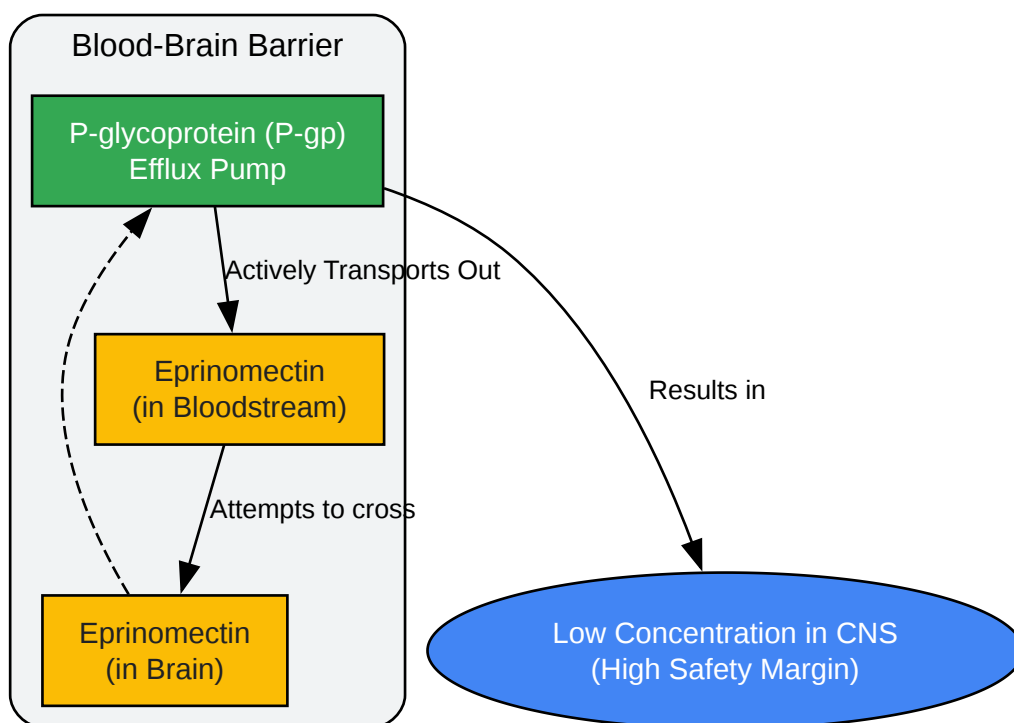 Blood-Brain Barrier
P-glycoprotein (P-gp)
Efflux Pump
Actively Transports Out
Eprinomectin
(in Bloodstream)
Results in
Attempts to cross
Eprinomectin
(in Brain)
Low Concentration in CNS
(High Safety Margin)